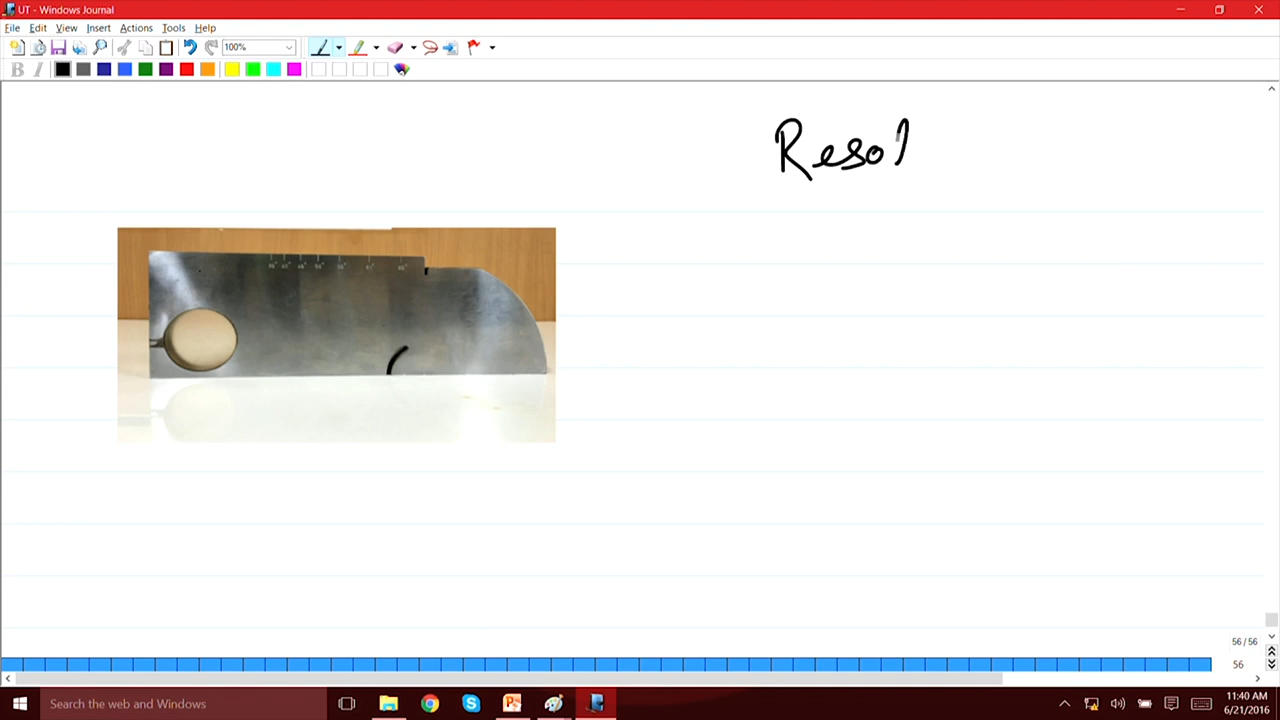 UT - Windows Journal
File Edit View Insert Actions Tools Help
100%
B I
Reso
56 / 56
56
Search the web and Windows
11:40 AM
6/21/2016